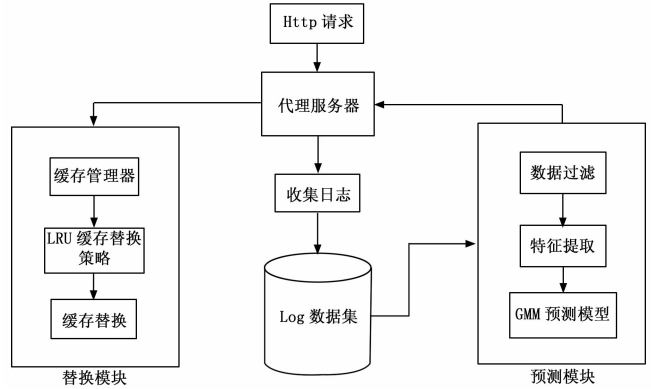 Http 请求
代理服务器
收集日志
Log 数据集
缓存管理器
LRU 缓存替换
策略
缓存替换
替换模块
数据过滤
特征提取
GMM 预测模型
预测模块